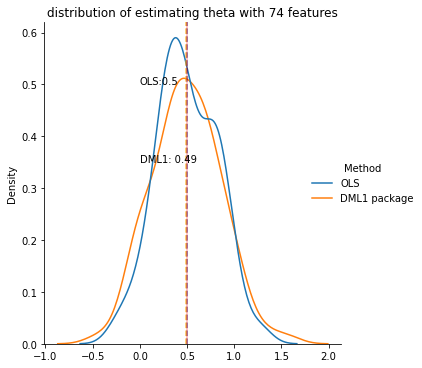 distribution of estimating theta with 74 features
0.6
0.5
0.4
0.3
0.2
0.1
0.0
Density
OLS:0.5
DML1: 0.49
Method
OLS
DML1 package
−1.0 −0.5 0.0 0.5 1.0 1.5 2.0